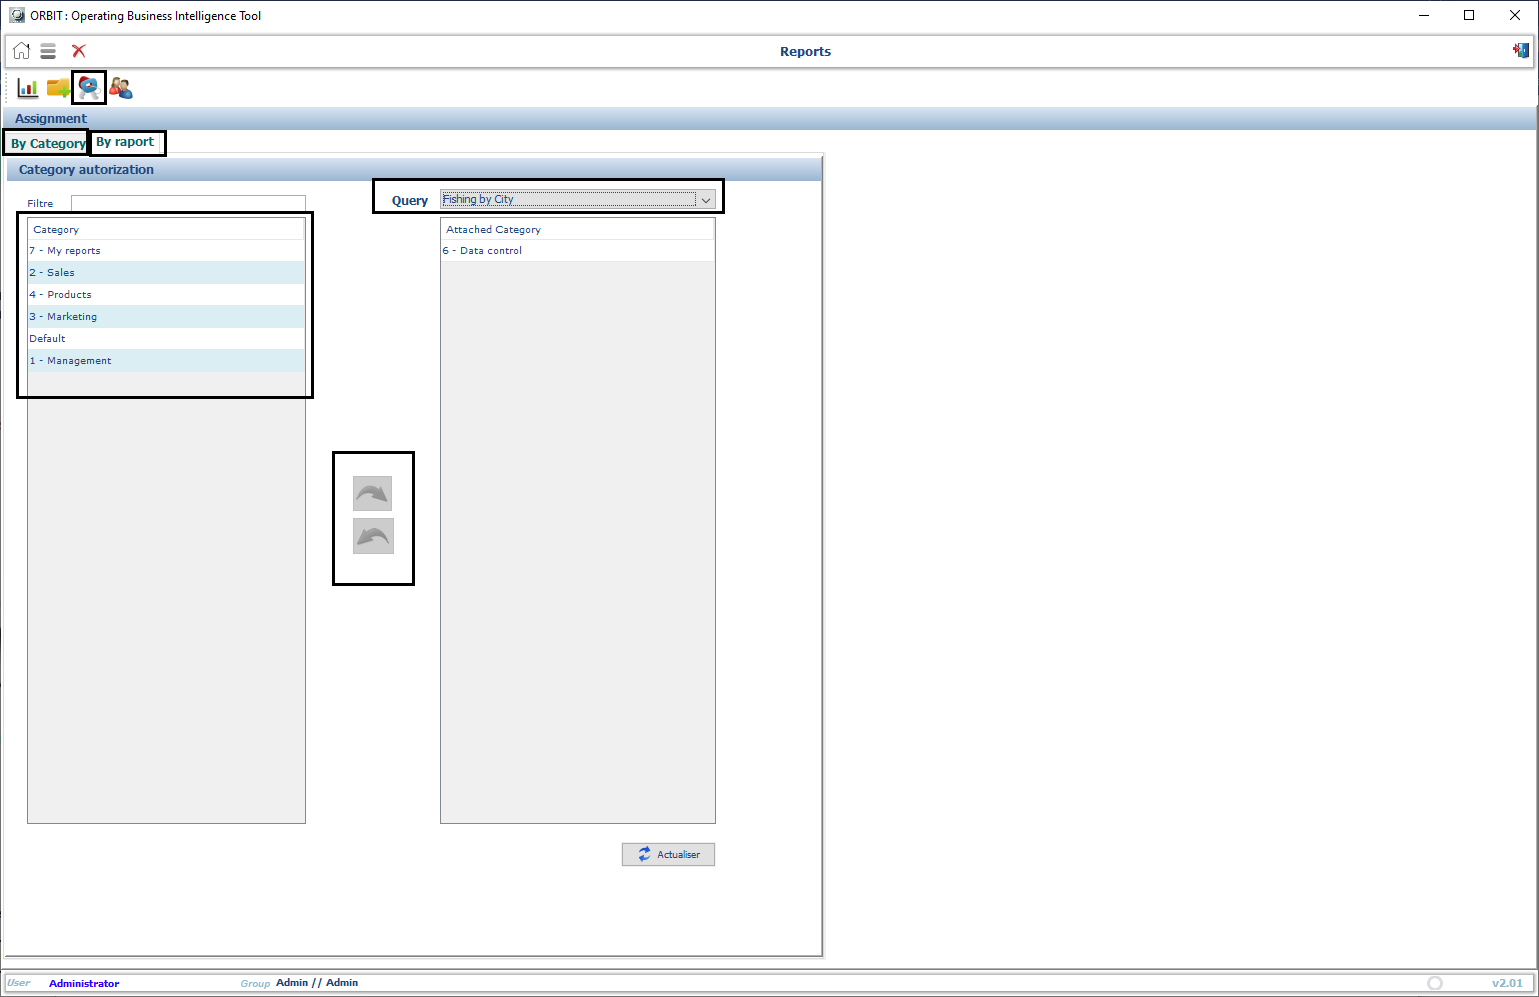 ORBIT : Operating Business Intelligence Tool
Reports
Assignment
By Category
By raport
Category autorization
Filtre
Query
Fishing by City
Category
7 - My reports
2 - Sales
4 - Products
3 - Marketing
Default
1 - Management
Attached Category
6 - Data control
Actualiser
User Administrator Group Admin // Admin v2.01